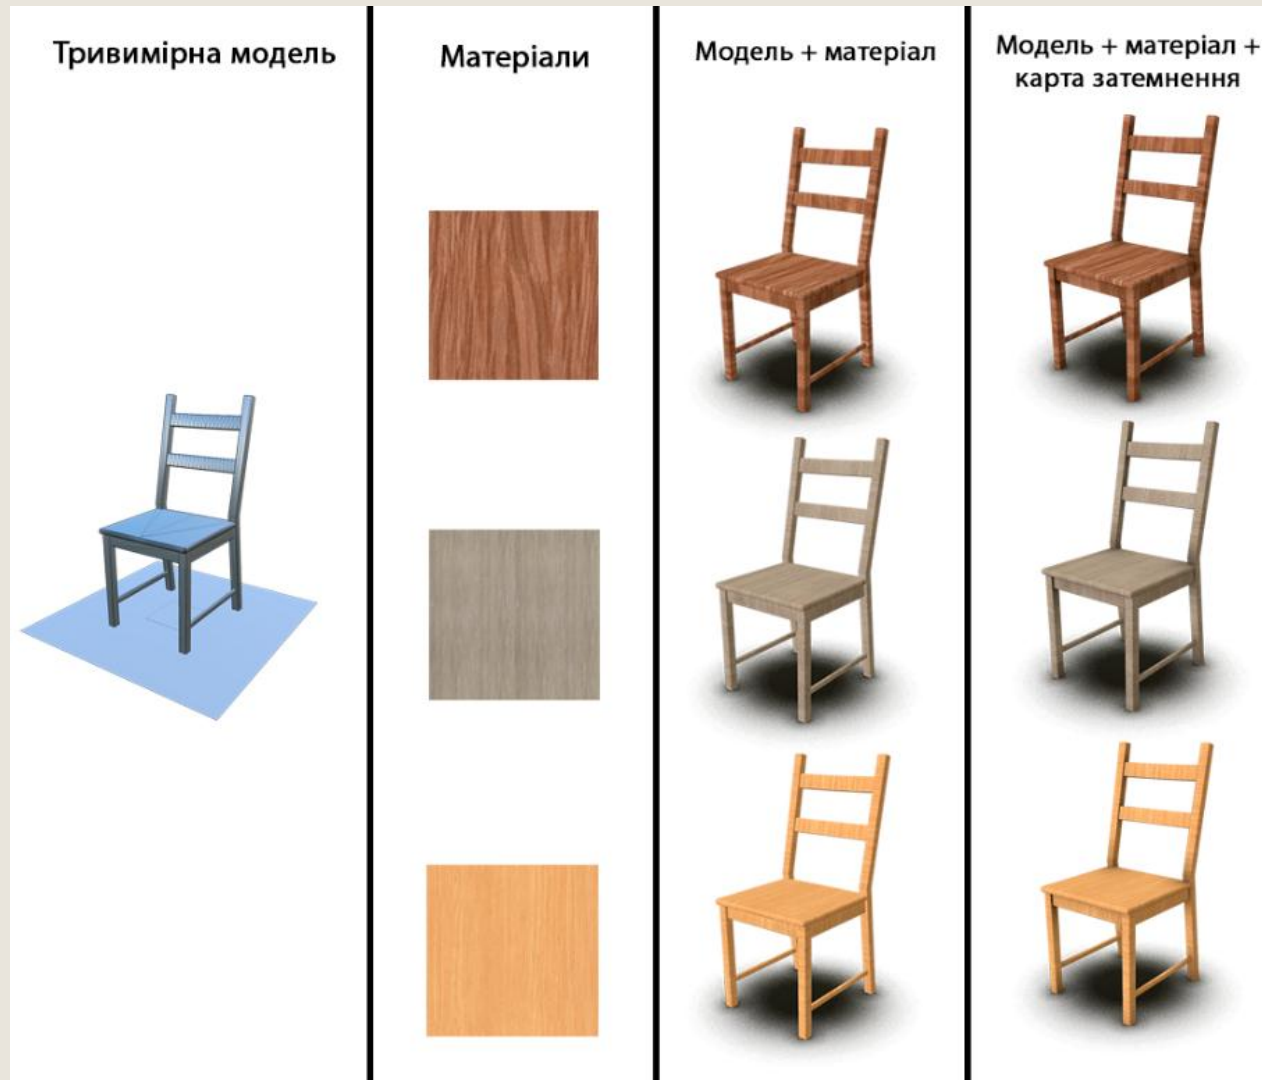 Тривимірна модель
Матеріали
Модель + матеріал
Модель + матеріал +
карта затемнення